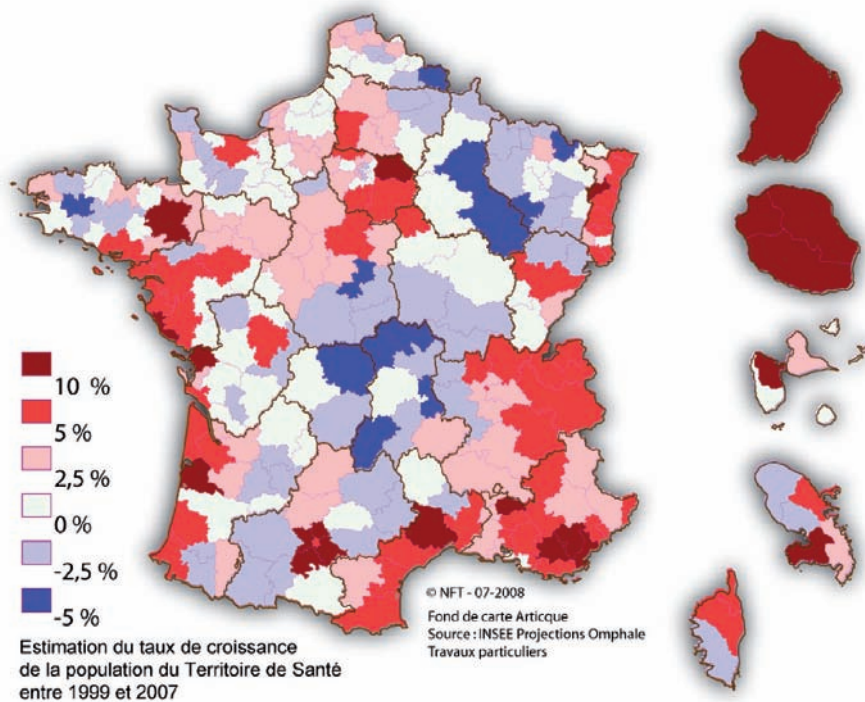 10 %
5 %
2,5 %
0 %
-2,5 %
-5 %
© NFT - 07-2008
Fond de carte Articque
Source : INSEE Projections Omphale
Travaux particuliers
Estimation du taux de croissance
de la population du Territoire de Santé
entre 1999 et 2007